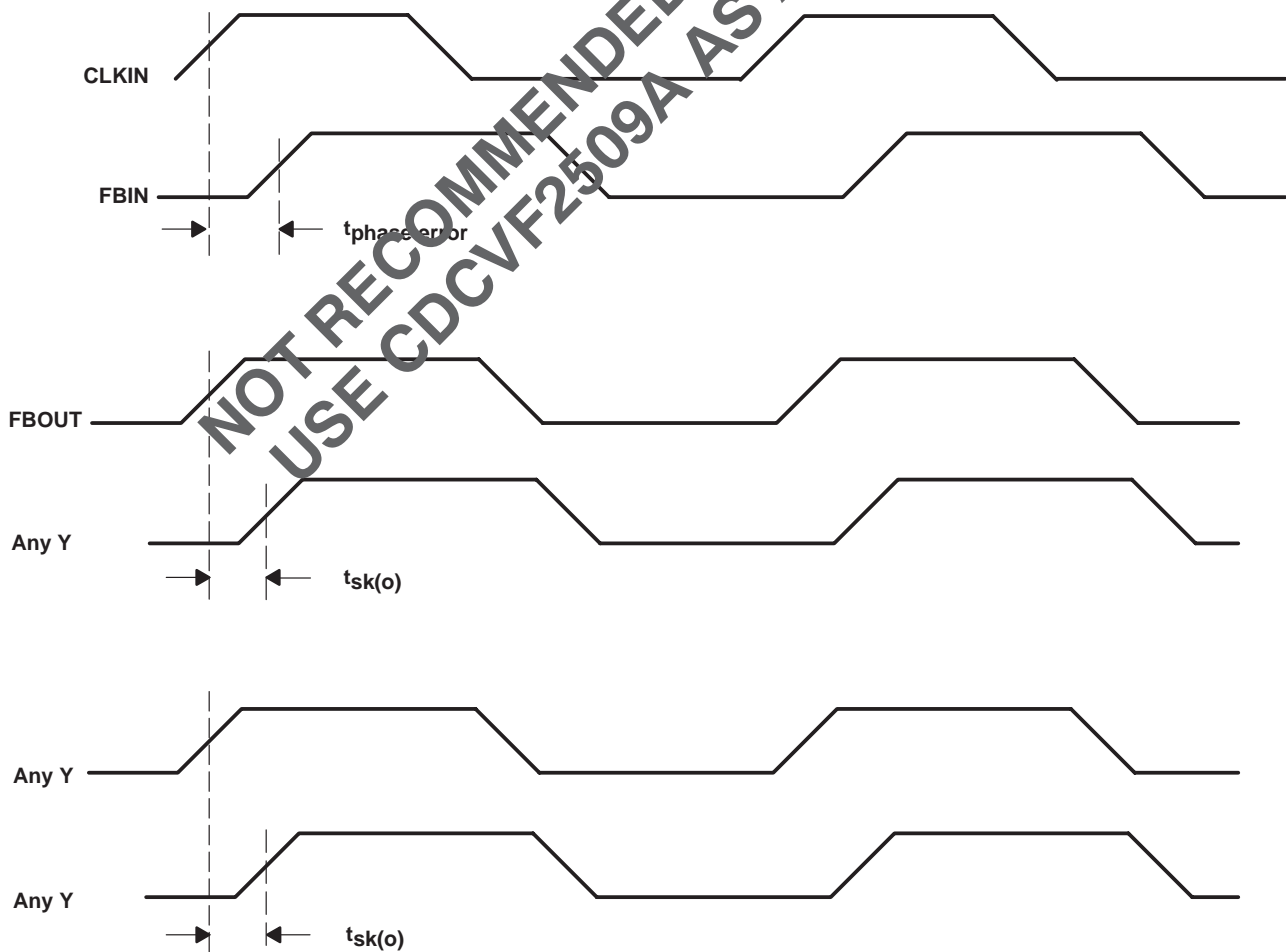 CLKIN
FBIN
tphase error
FBOUT
Any Y
tsk(o)
Any Y
Any Y
tsk(o)
NOT RECOMMENDED
USE CDCVF2509A AS